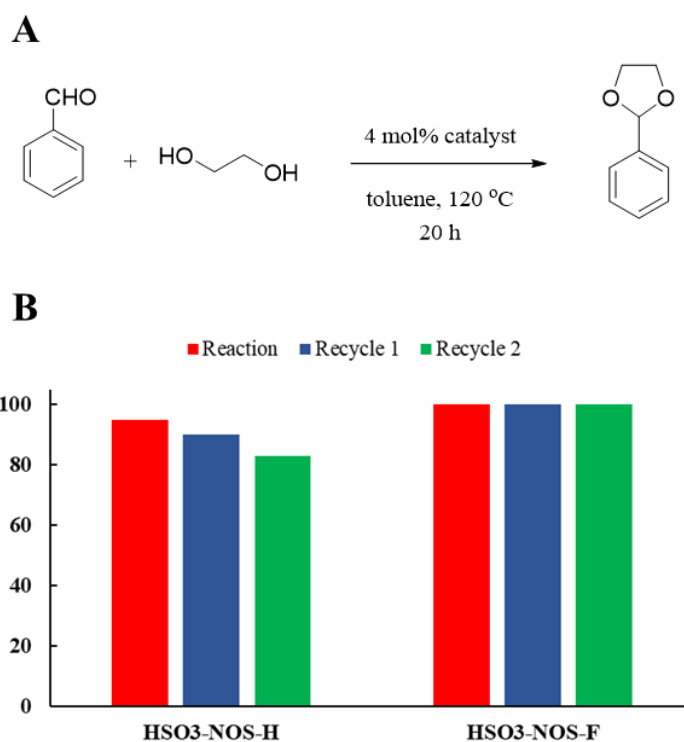 A
CHO
O O
+ HO
OH
4 mol% catalyst
toluene, 120 °C
20 h
B
Reaction Recycle 1 Recycle 2
100
80
60
40
20
0
HSO3-NOS-H HSO3-NOS-F